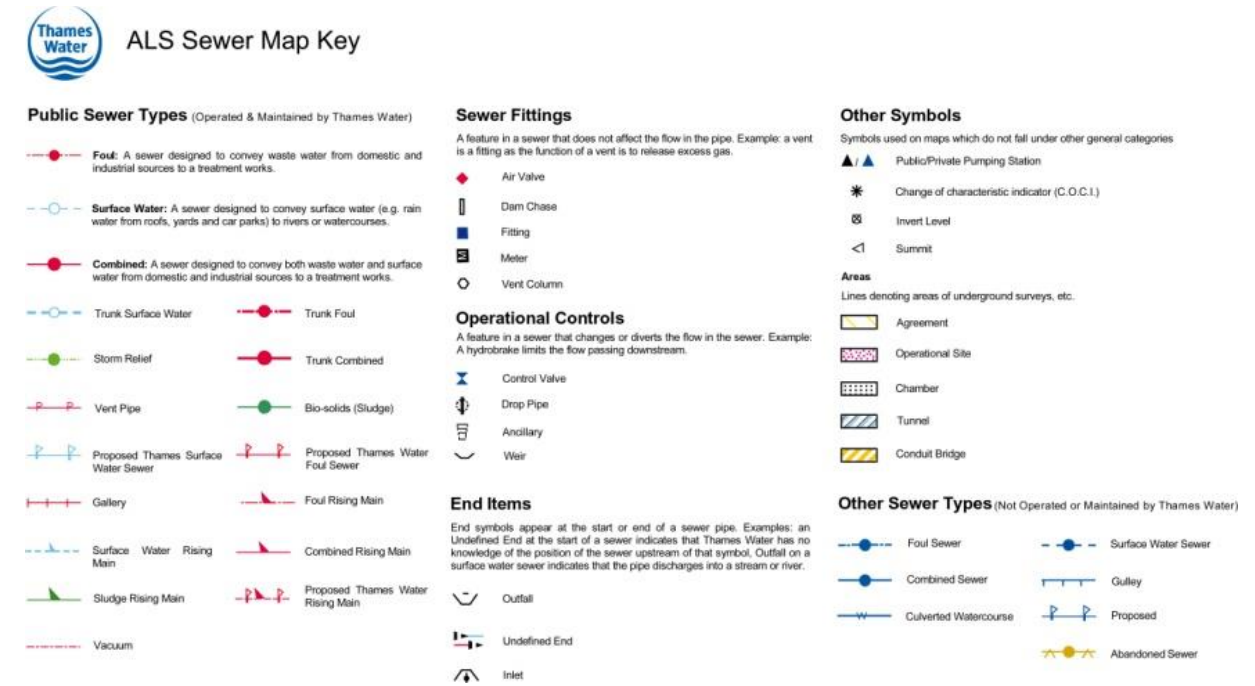 Thames
Water
ALS Sewer Map Key
Public Sewer Types (Operated & Maintained by Thames Water)
Foul: A sewer designed to convey waste water from domestic and
industrial sources to a treatment works.
Surface Water: A sewer designed to convey surface water (e.g. rain
water from roofs, yards and car parks) to rivers or watercourses.
Combined: A sewer designed to convey both waste water and surface
water from domestic and industrial sources to a treatment works.
Trunk Surface Water
Trunk Foul
Storm Relief
Trunk Combined
P P
Vent Pipe
Bio-solids (Sludge)
P P
Proposed Thames Surface
Water Sewer
P P
Proposed Thames Water
Foul Sewer
Gallery
Foul Rising Main
Surface Water Rising
Main
Combined Rising Main
Sludge Rising Main
P P
Proposed Thames Water
Rising Main
Vacuum
Sewer Fittings
A feature in a sewer that does not affect the flow in the pipe. Example: a vent
is a fitting as the function of a vent is to release excess gas.
Air Valve
Dam Chase
Fitting
M
Meter
Vent Column
Operational Controls
A feature in a sewer that changes or diverts the flow in the sewer. Example:
A hydrobrake limits the flow passing downstream.
Control Valve
Drop Pipe
Ancillary
Weir
End Items
End symbols appear at the start or end of a sewer pipe. Examples: an
Undefined End at the start of a sewer indicates that Thames Water has no
knowledge of the position of the sewer upstream of that symbol, Outfall on a
surface water sewer indicates that the pipe discharges into a stream or river.
Outfall
Undefined End
Inlet
Other Symbols
Symbols used on maps which do not fall under other general categories
/
Public/Private Pumping Station
Change of characteristic indicator (C.O.C.I.)
Invert Level
Summit
Areas
Lines denoting areas of underground surveys, etc.
Agreement
Operational Site
Chamber
Tunnel
Conduit Bridge
Other Sewer Types (Not Operated or Maintained by Thames Water)
Foul Sewer
Surface Water Sewer
Combined Sewer
Gulley
W
Culverted Watercourse
P P
Proposed
Abandoned Sewer